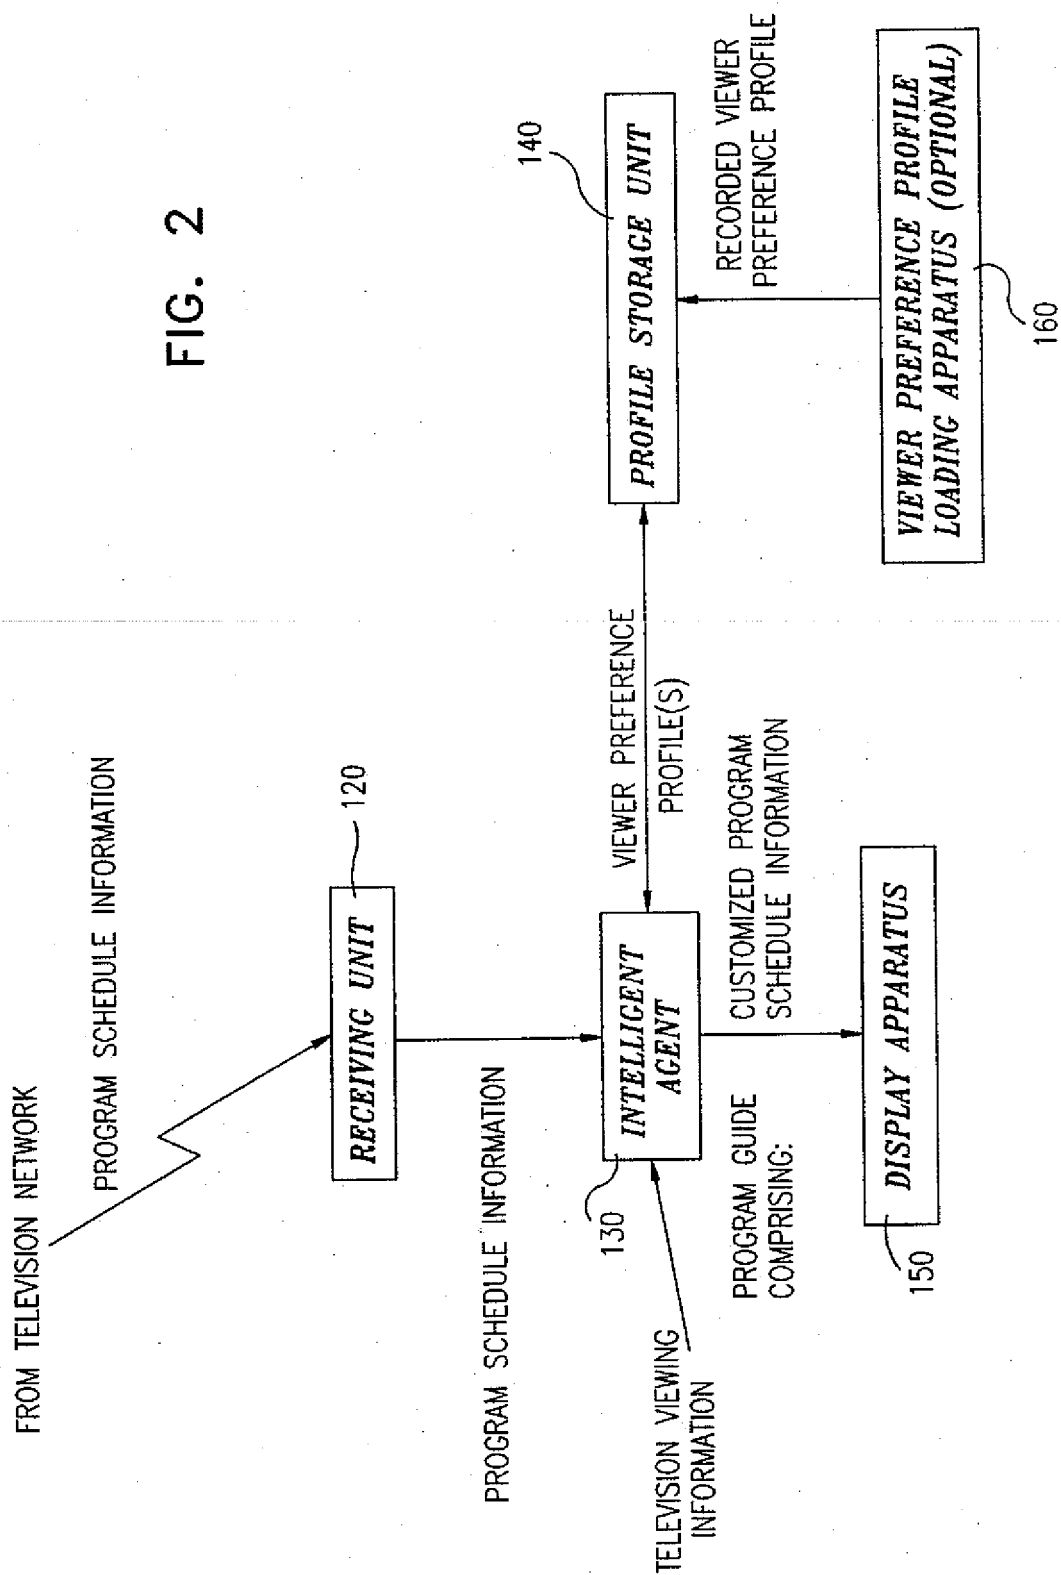 FIG. 2
FROM TELEVISION NETWORK
PROGRAM SCHEDULE INFORMATION
RECEIVING UNIT
120
PROGRAM SCHEDULE INFORMATION
TELEVISION VIEWING
INFORMATION
130
INTELLIGENT
AGENT
VIEWER PREFERENCE
PROFILE(S)
140
PROFILE STORAGE UNIT
PROGRAM GUIDE
COMPRISING:
CUSTOMIZED PROGRAM
SCHEDULE INFORMATION
RECORDED VIEWER
PREFERENCE PROFILE
150
DISPLAY APPARATUS
VIEWER PREFERENCE PROFILE
LOADING APPARATUS (OPTIONAL)
160